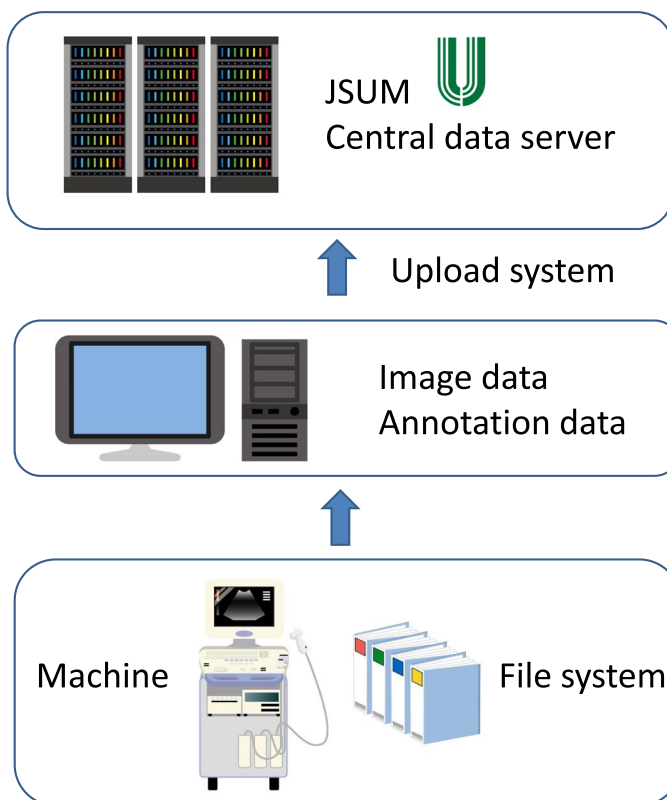 JSUM
Central data server
Upload system
Image data
Annotation data
Machine
File system